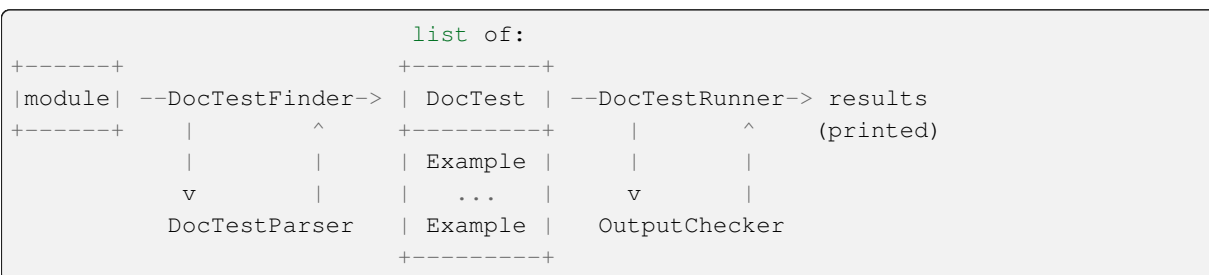 list of:
+------+                   +---------+
|module| --DocTestFinder-> | DocTest | --DocTestRunner-> results
+------+    |        ^     +---------+     |       ^    (printed)
            |        |     | Example |     |       |
            v        |     |   ...   |     v       |
           DocTestParser   | Example |   OutputChecker
                           +---------+